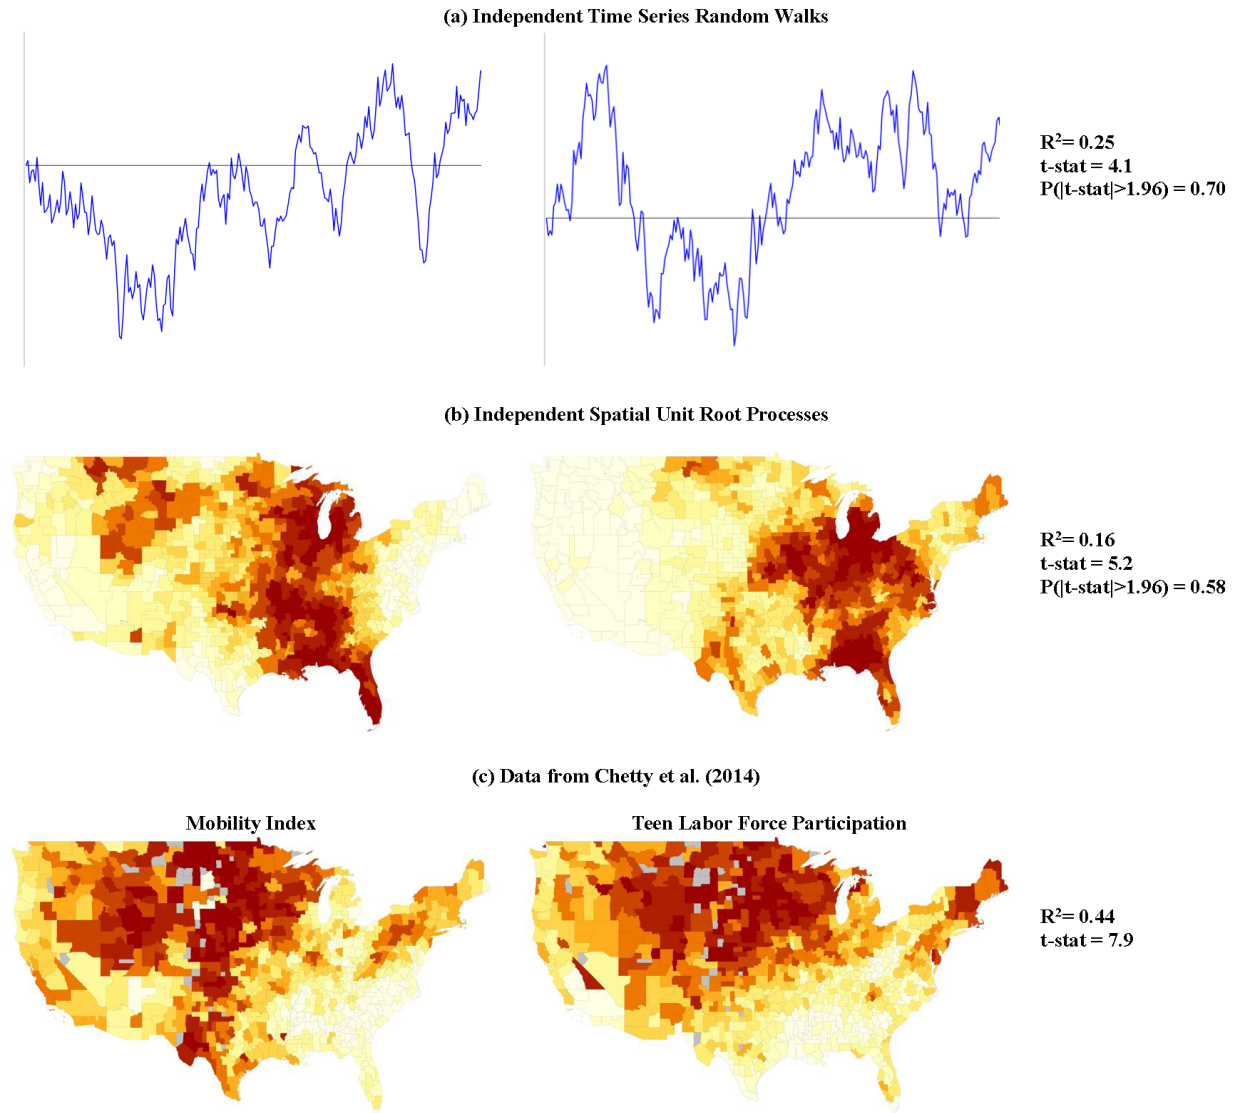 (a) Independent Time Series Random Walks
R²= 0.25
t-stat = 4.1
P(|t-stat|>1.96) = 0.70
(b) Independent Spatial Unit Root Processes
R²= 0.16
t-stat = 5.2
P(|t-stat|>1.96) = 0.58
(c) Data from Chetty et al. (2014)
Mobility Index
Teen Labor Force Participation
R²= 0.44
t-stat = 7.9